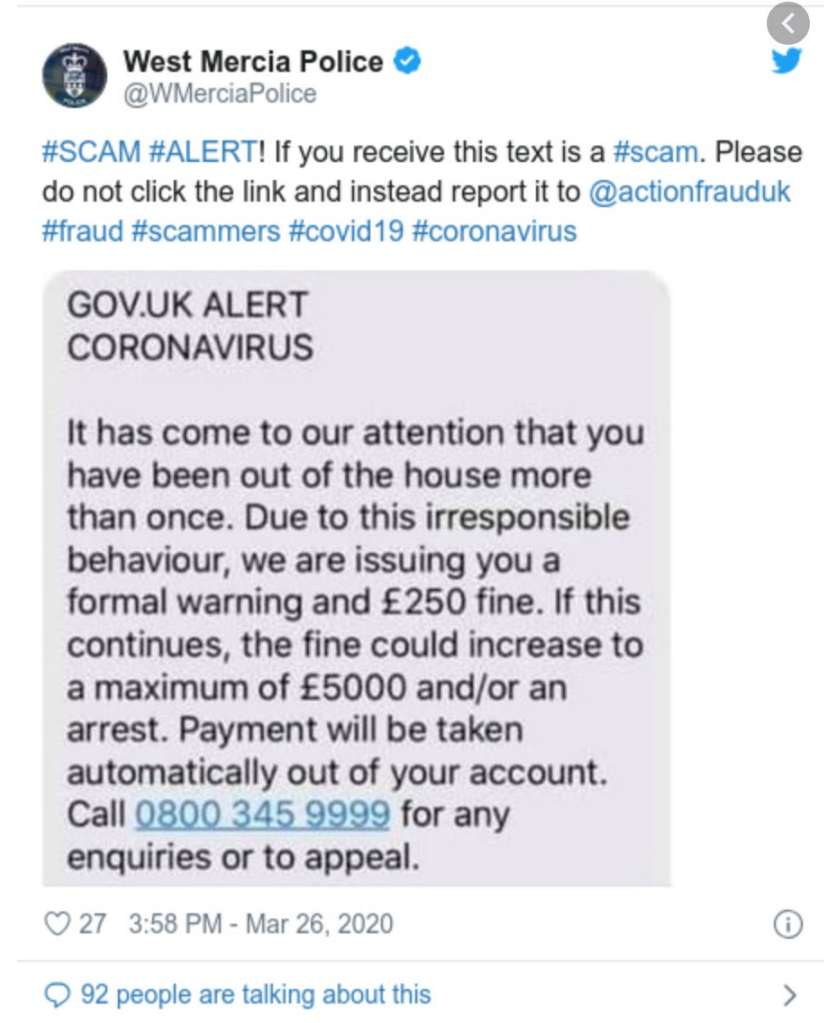 West Mercia Police
@WMerciaPolice
#SCAM #ALERT! If you receive this text is a #scam. Please
do not click the link and instead report it to @actionfrauduk
#fraud #scammers #covid19 #coronavirus
GOV.UK ALERT
CORONAVIRUS
It has come to our attention that you
have been out of the house more
than once. Due to this irresponsible
behaviour, we are issuing you a
formal warning and £250 fine. If this
continues, the fine could increase to
a maximum of £5000 and/or an
arrest. Payment will be taken
automatically out of your account.
Call 0800 345 9999 for any
enquiries or to appeal.
27 3:58 PM - Mar 26, 2020
92 people are talking about this